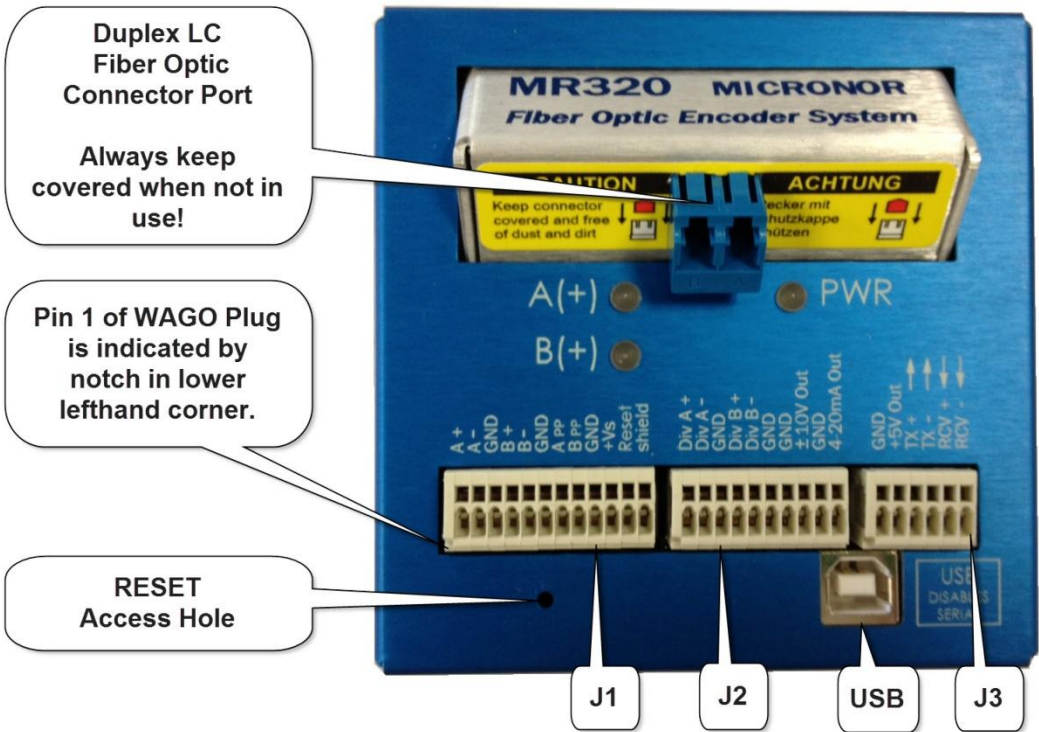 Duplex LC
Fiber Optic
Connector Port
Always keep
covered when not in
use!
MR320 MICRONOR
Fiber Optic Encoder System
CAUTION
Keep connector
covered and free
of dust and dirt
ACHTUNG
mit
A(+)
PWR
B(+)
Pin 1 of WAGO Plug
is indicated by
notch in lower
lefthand corner.
A +
A -
GND
B +
B-
GND
A PP
B PP
GND
+Vs
Reset
shield
Div A +
Div A -
GND
Div B +
Div B -
GND
GND
±10V Out
GND
4-20mA Out
GND
+5V Out
TX +
TX -
RCV +
RCV -
RESET
Access Hole
USB
DISABLES
SERIAL
J1
J2
USB
J3